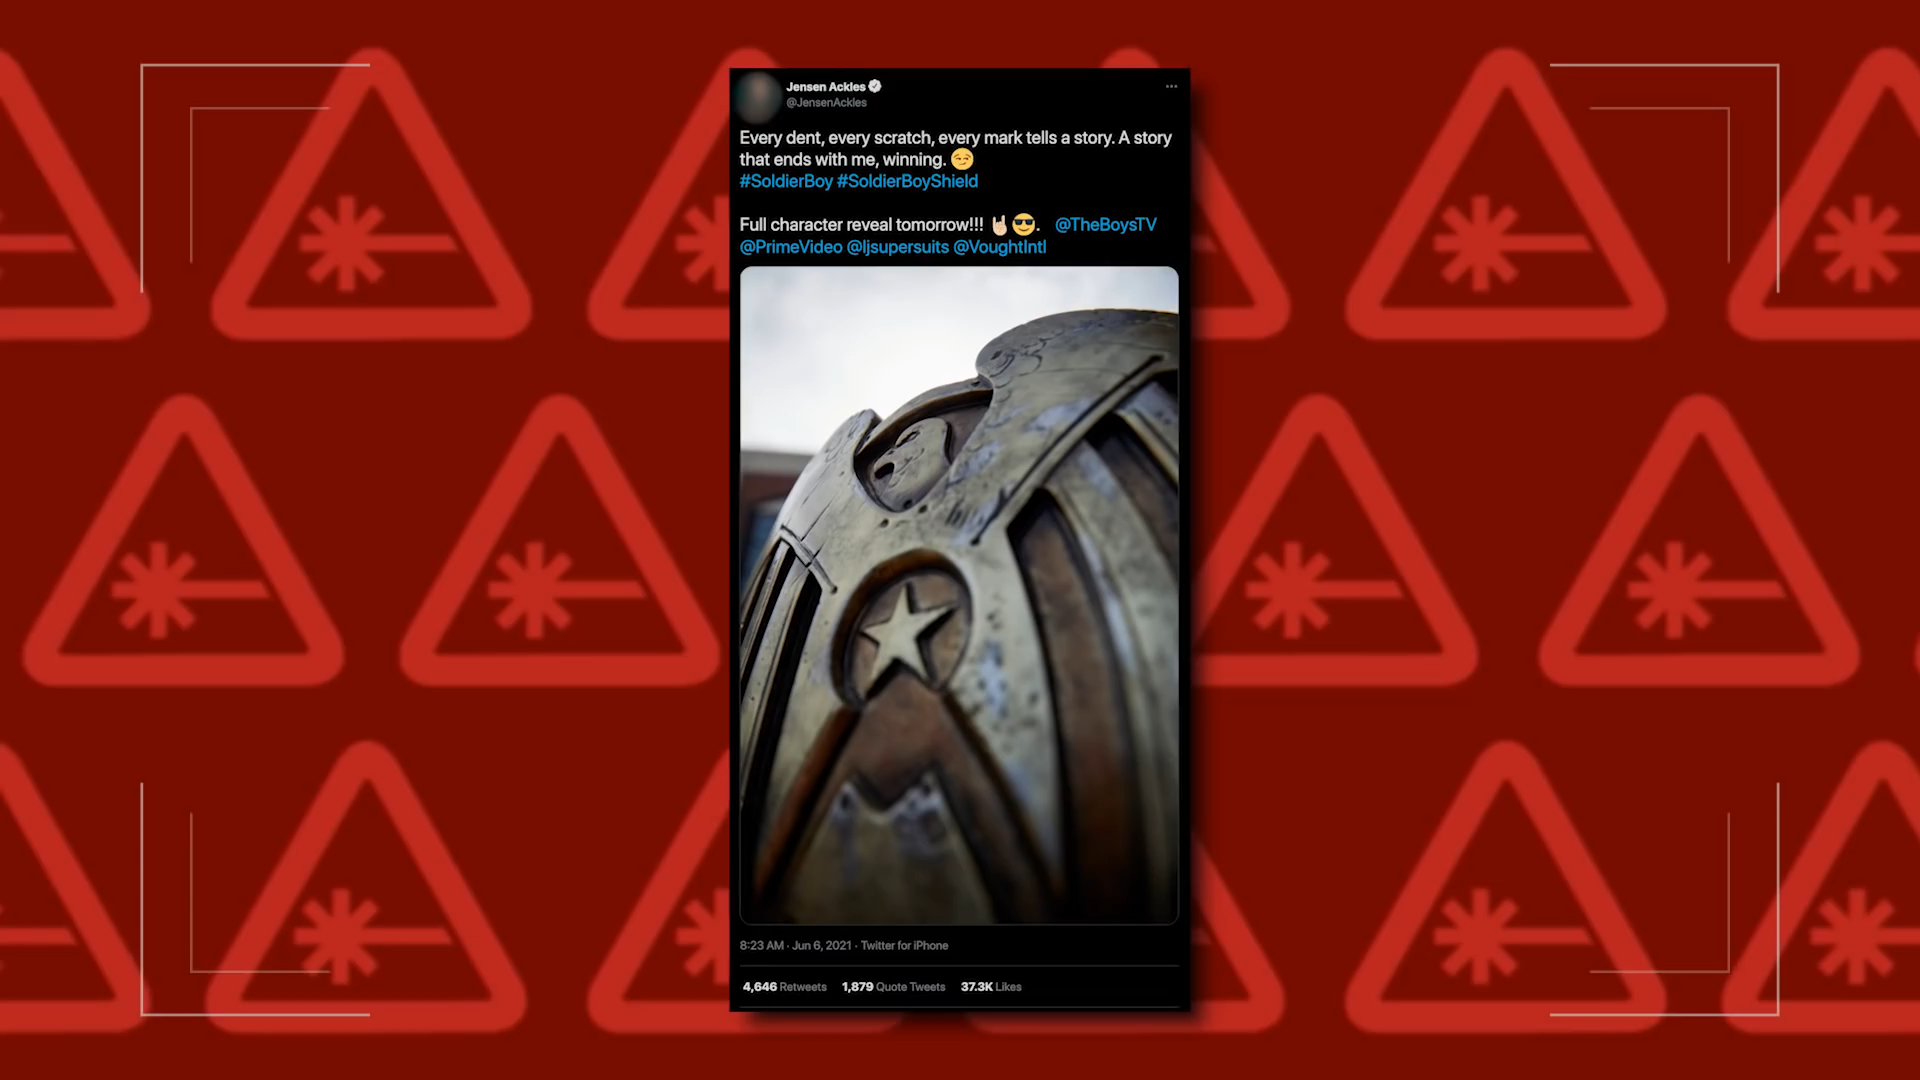 Jensen Ackles
@JensenAckles
Every dent, every scratch, every mark tells a story. A story
that ends with me, winning. 😏
#SoldierBoy #SoldierBoyShield
Full character reveal tomorrow!!! 🤘🏻😎. @TheBoysTV
@PrimeVideo @ljsupersuits @VoughtIntl
8:23 AM · Jun 6, 2021 · Twitter for iPhone
4,646 Retweets 1,879 Quote Tweets 37.3K Likes